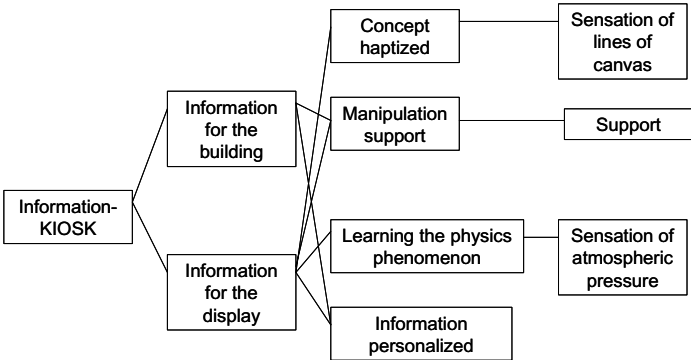 Concept
haptized
Sensation of
lines of
canvas
Information
for the
building
Manipulation
support
Support
Information-
KIOSK
Learning the physics
phenomenon
Sensation of
atmospheric
pressure
Information
for the
display
Information
personalized